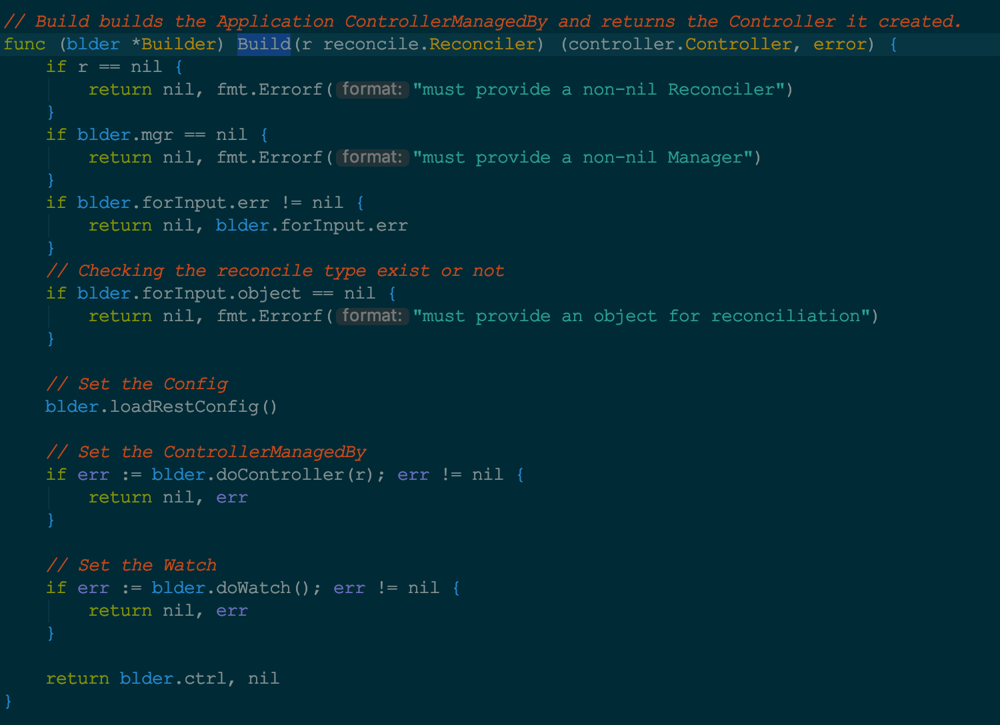 // Build builds the Application ControllerManagedBy and returns the Controller it created.
func (blder *Builder) Build(r reconcile.Reconciler) (controller.Controller, error) {
    if r == nil {
        return nil, fmt.Errorf( format: "must provide a non-nil Reconciler")
    }
    if blder.mgr == nil {
        return nil, fmt.Errorf( format: "must provide a non-nil Manager")
    }
    if blder.forInput.err != nil {
        return nil, blder.forInput.err
    }
    // Checking the reconcile type exist or not
    if blder.forInput.object == nil {
        return nil, fmt.Errorf( format: "must provide an object for reconciliation")
    }

    // Set the Config
    blder.loadRestConfig()

    // Set the ControllerManagedBy
    if err := blder.doController(r); err != nil {
        return nil, err
    }

    // Set the Watch
    if err := blder.doWatch(); err != nil {
        return nil, err
    }

    return blder.ctrl, nil
}